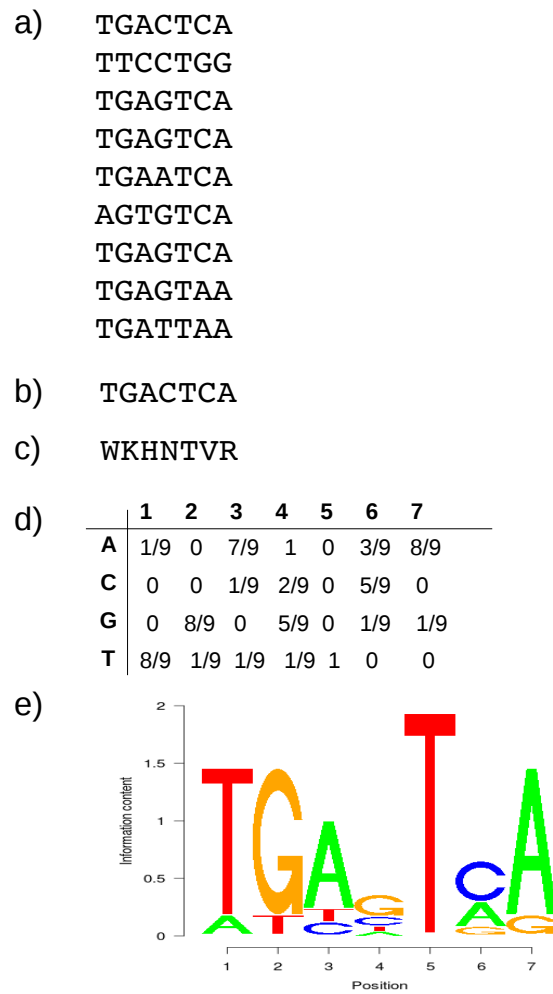 a) TGACTCA
TTCCTGG
TGAGTCA
TGAGTCA
TGAATCA
AGTGTCA
TGAGTCA
TGAGTAA
TGATTAA
b) TGACTCA
c) WKHNTVR
d) 1 2 3 4 5 6 7
A 1/9 0 7/9 1 0 3/9 8/9
C 0 0 1/9 2/9 0 5/9 0
G 0 8/9 0 5/9 0 1/9 1/9
T 8/9 1/9 1/9 1/9 1 0 0
e)
Information content
2
1.5
1
0.5
0
T G A G T C A
A T T C A G
C T G
A
1 2 3 4 5 6 7
Position